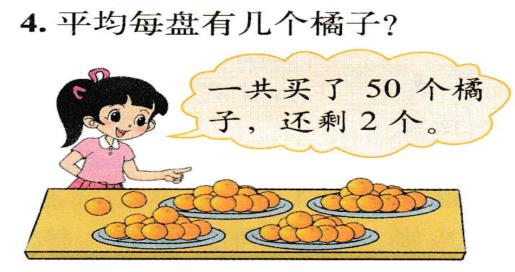 4. 平均每盘有几个橘子？
一共买了 50 个橘
子，还剩 2 个。